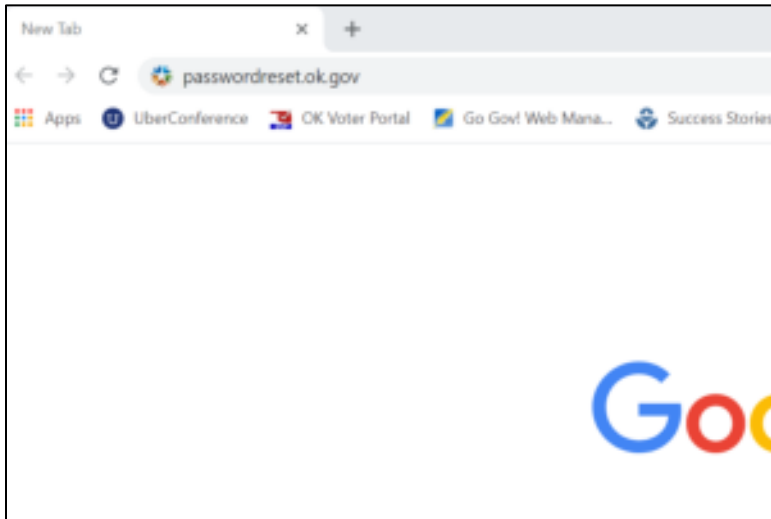 New Tab
passwordreset.ok.gov
Apps UberConference OK Voter Portal Go Gov! Web Mana... Success Stories
Goo